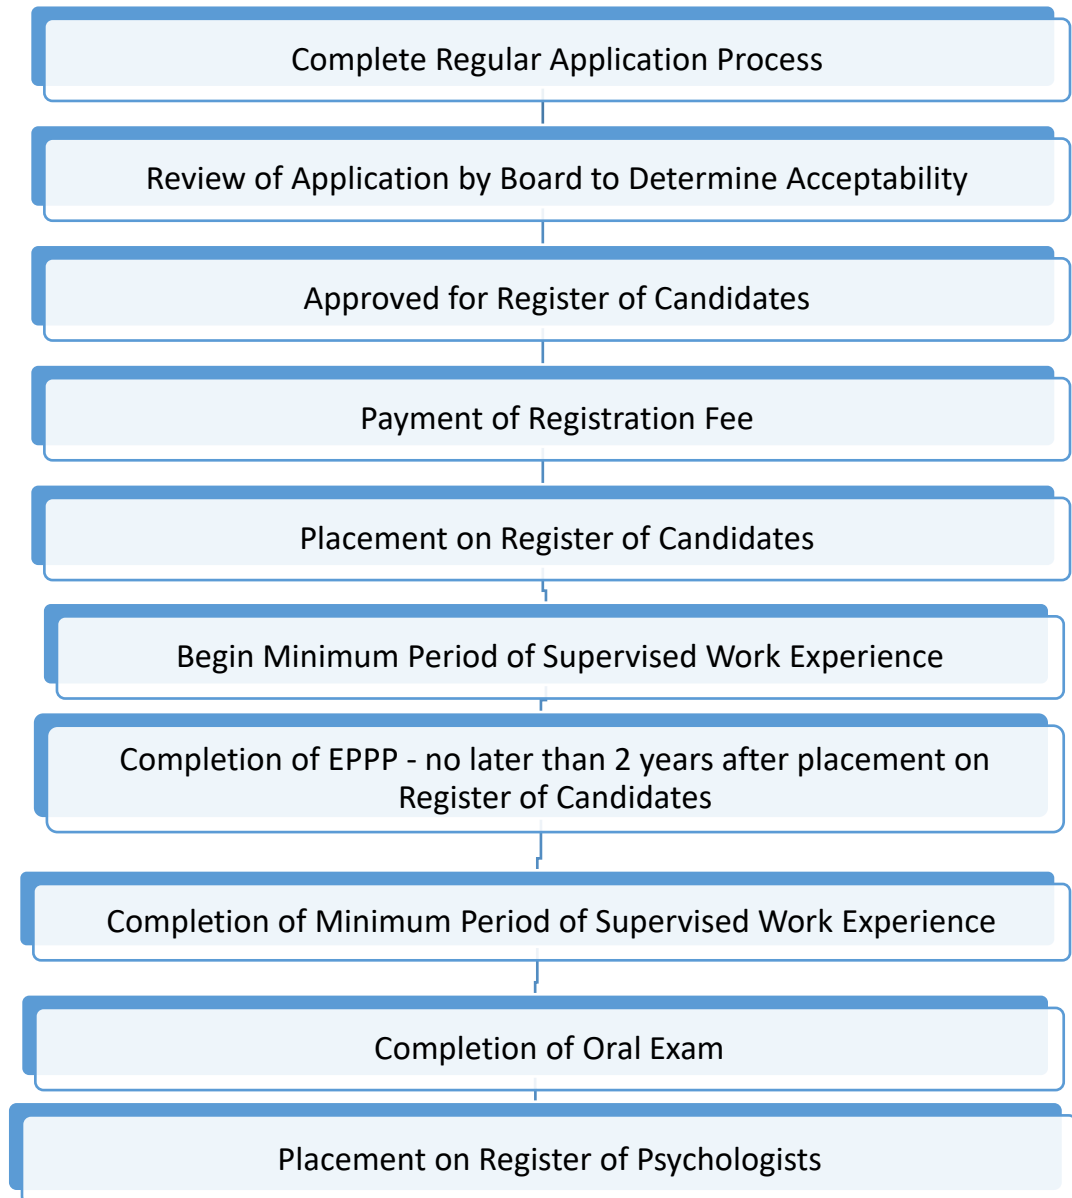 Complete Regular Application Process
Review of Application by Board to Determine Acceptability
Approved for Register of Candidates
Payment of Registration Fee
Placement on Register of Candidates
Begin Minimum Period of Supervised Work Experience
Completion of EPPP - no later than 2 years after placement on
Register of Candidates
Completion of Minimum Period of Supervised Work Experience
Completion of Oral Exam
Placement on Register of Psychologists